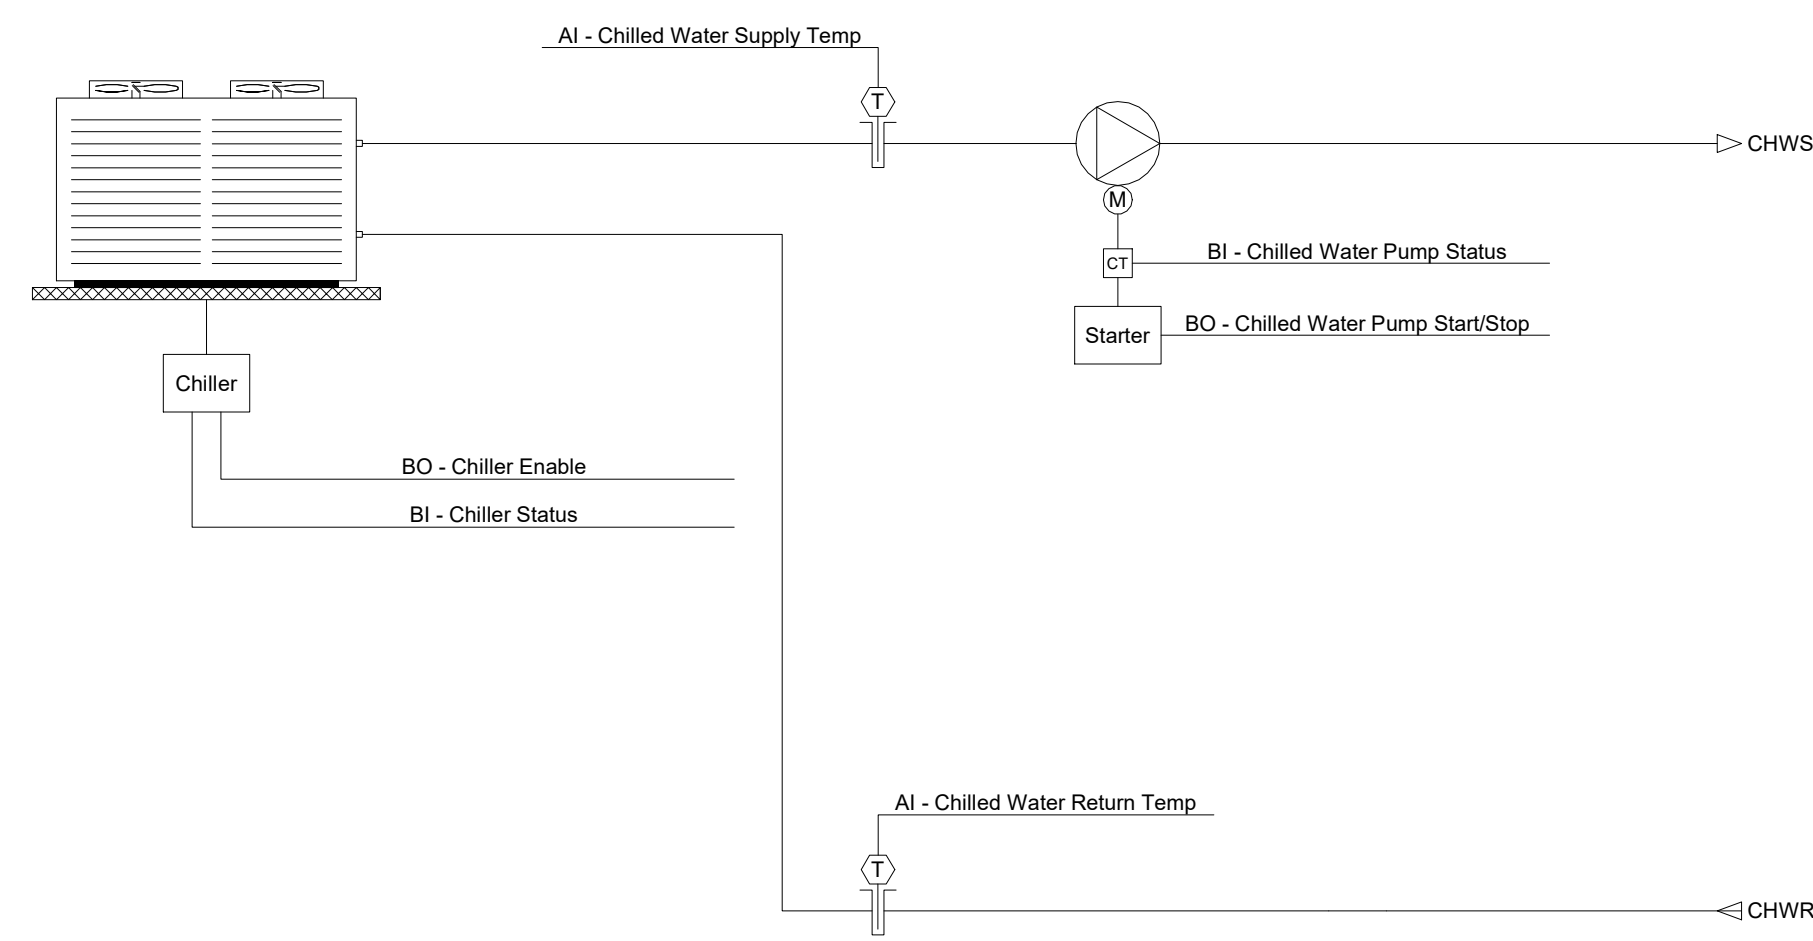 AI - Chilled Water Supply Temp
T
CHWS
M
BI - Chilled Water Pump Status
CT
BO - Chilled Water Pump Start/Stop
Starter
Chiller
BO - Chiller Enable
BI - Chiller Status
AI - Chilled Water Return Temp
T
CHWR